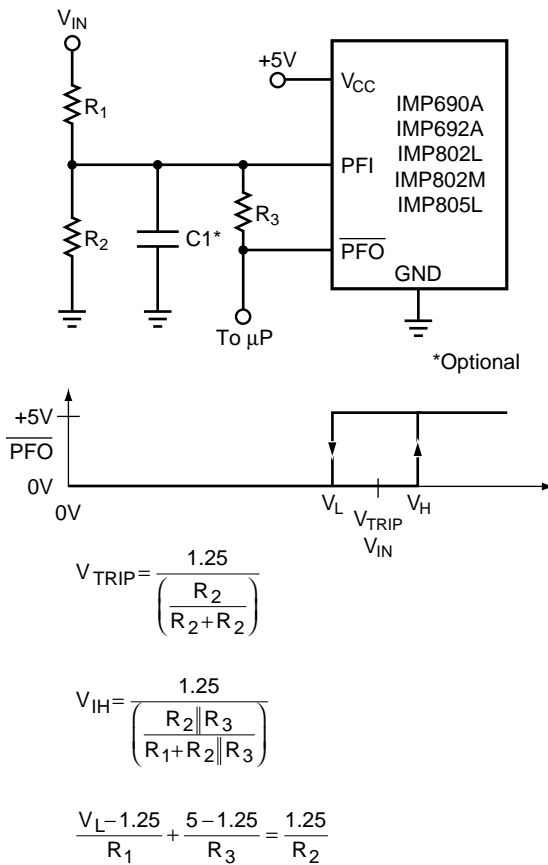 V_IN
+5V
V_CC
R_1
IMP690A
IMP692A
IMP802L
IMP802M
IMP805L
PFI
R_3
R_2
C1*
P̅F̅O̅
GND
To μP
*Optional
+5V
P̅F̅O̅
0V
0V
V_L
V_TRIP
V_H
V_IN
V_TRIP = 1.25 / (R_2 / (R_2+R_2))
V_IH = 1.25 / (R_2||R_3 / (R_1+R_2||R_3))
(V_L−1.25)/R_1 + (5−1.25)/R_3 = 1.25/R_2